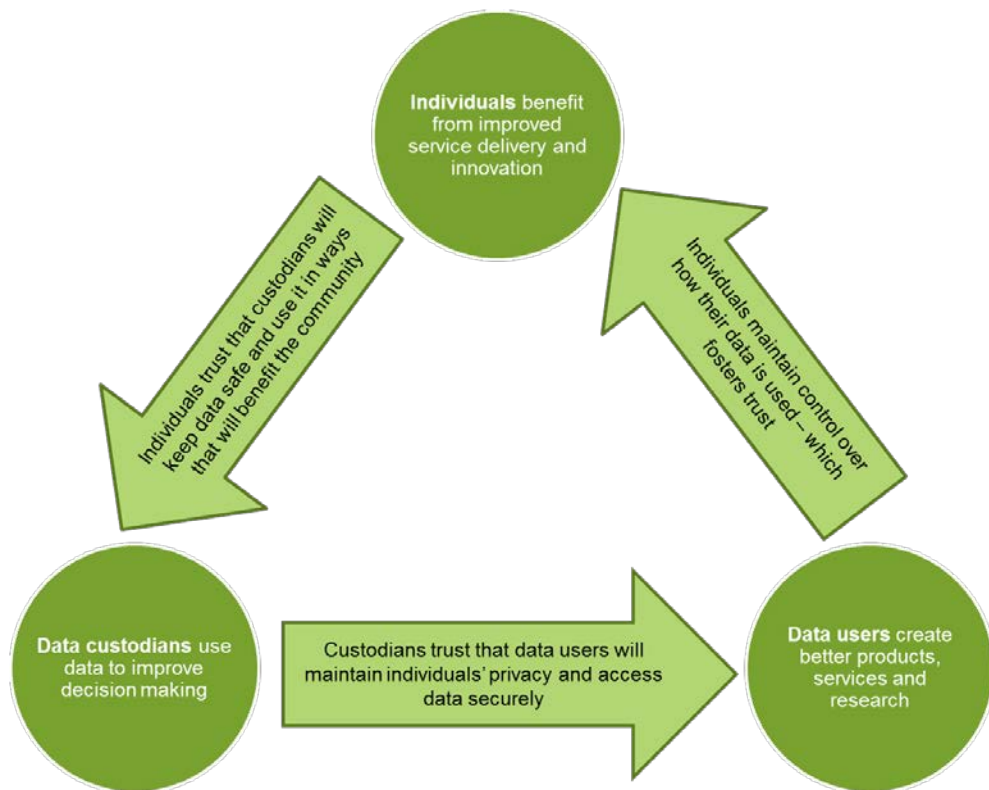 Individuals benefit
from improved
service delivery and
innovation
Individuals trust that custodians will
keep data safe and use it in ways
that will benefit the community
Individuals maintain control over
how their data is used – which
fosters trust
Data custodians use
data to improve
decision making
Custodians trust that data users will
maintain individuals’ privacy and access
data securely
Data users create
better products,
services and
research